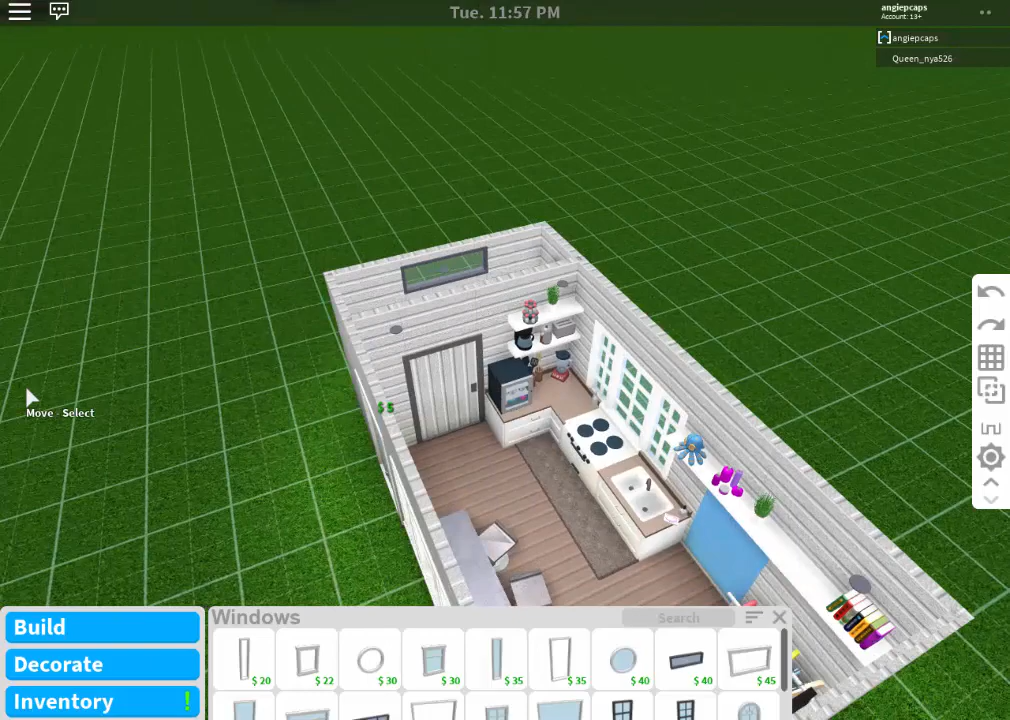 Tue. 11:57 PM
angiepcaps
Account: 13+
angiepcaps
Queen_nya526
Move - Select
$5
Build
Decorate
Inventory !
Windows
Search
$ 20 $ 22 $ 30 $ 30 $ 35 $ 35 $ 40 $ 40 $ 45